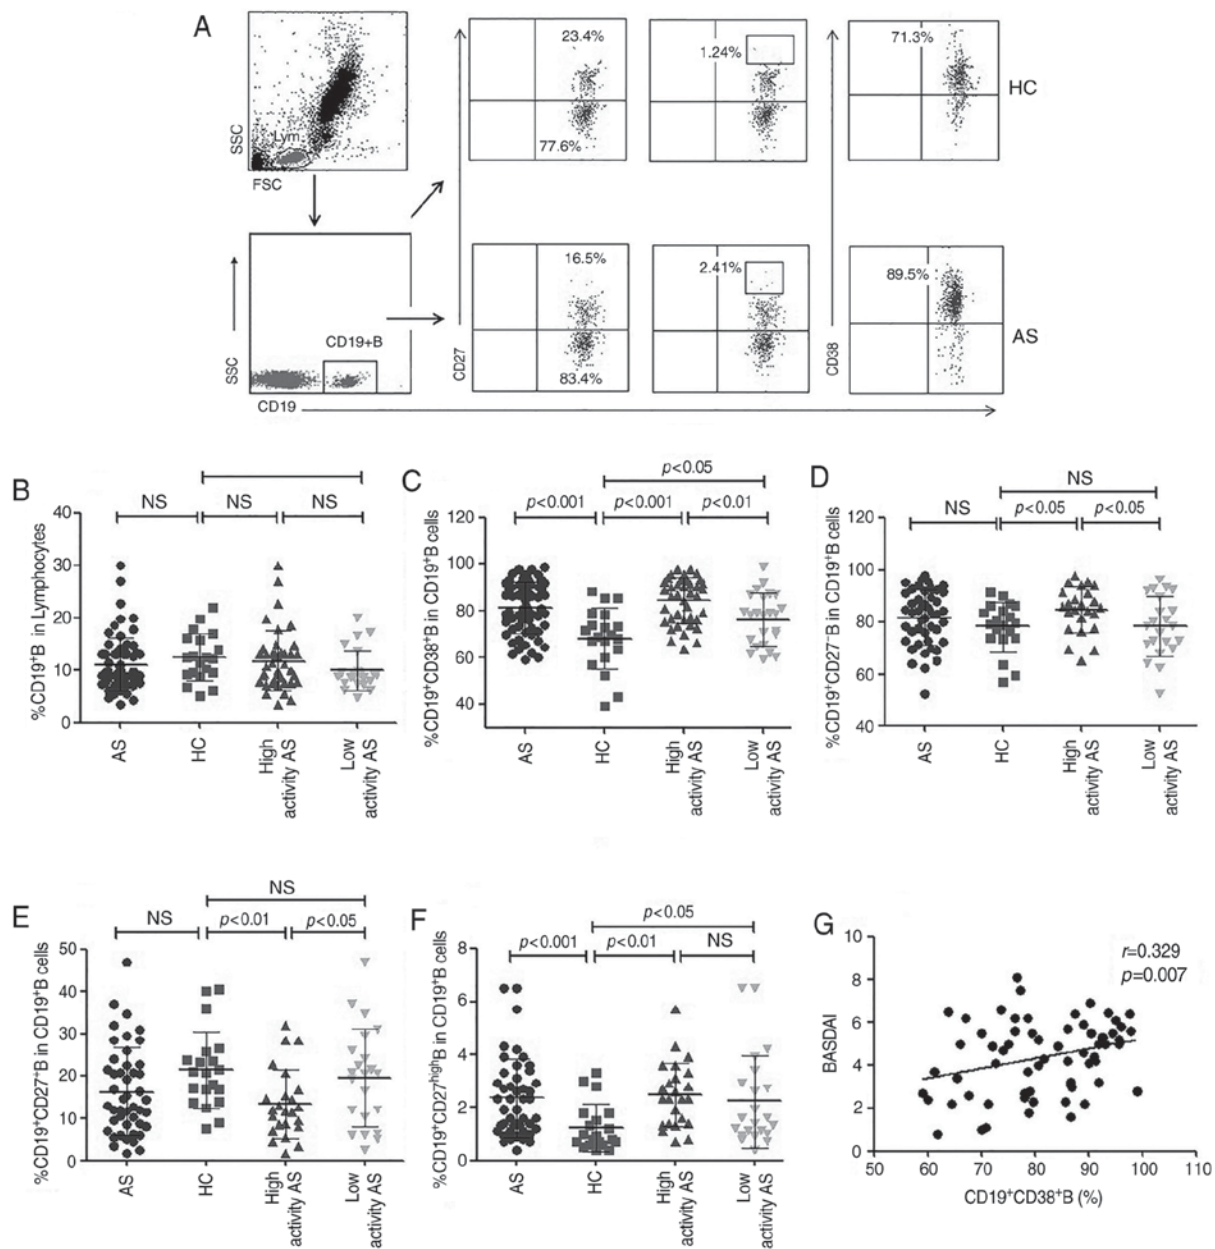 A
SSC
Lym
FSC
23.4%
77.6%
1.24%
71.3%
HC
SSC
CD19+B
CD19
CD27
16.5%
83.4%
2.41%
CD38
89.5%
AS
B
NS NS NS
%CD19⁺B in Lymphocytes
40
30
20
10
0
AS
HC
High
activity AS
Low
activity AS
C
p<0.05
p<0.001 p<0.001 p<0.01
%CD19⁺CD38⁺B in CD19⁺B cells
120
100
80
60
40
AS
HC
High
activity AS
Low
activity AS
D
NS
NS p<0.05 p<0.05
%CD19⁺CD27⁻B in CD19⁺B cells
120
100
80
60
40
AS
HC
High
activity AS
Low
activity AS
E
NS
NS p<0.01 p<0.05
%CD19⁺CD27⁺B in CD19⁺B cells
50
40
30
20
10
0
AS
HC
High
activity AS
Low
activity AS
F
p<0.05
p<0.001 p<0.01 NS
%CD19⁺CD27ʰⁱᵍʰB in CD19⁺B cells
8
6
4
2
0
AS
HC
High
activity AS
Low
activity AS
G
r=0.329
p=0.007
BASDAI
10
8
6
4
2
0
50 60 70 80 90 100 110
CD19⁺CD38⁺B (%)